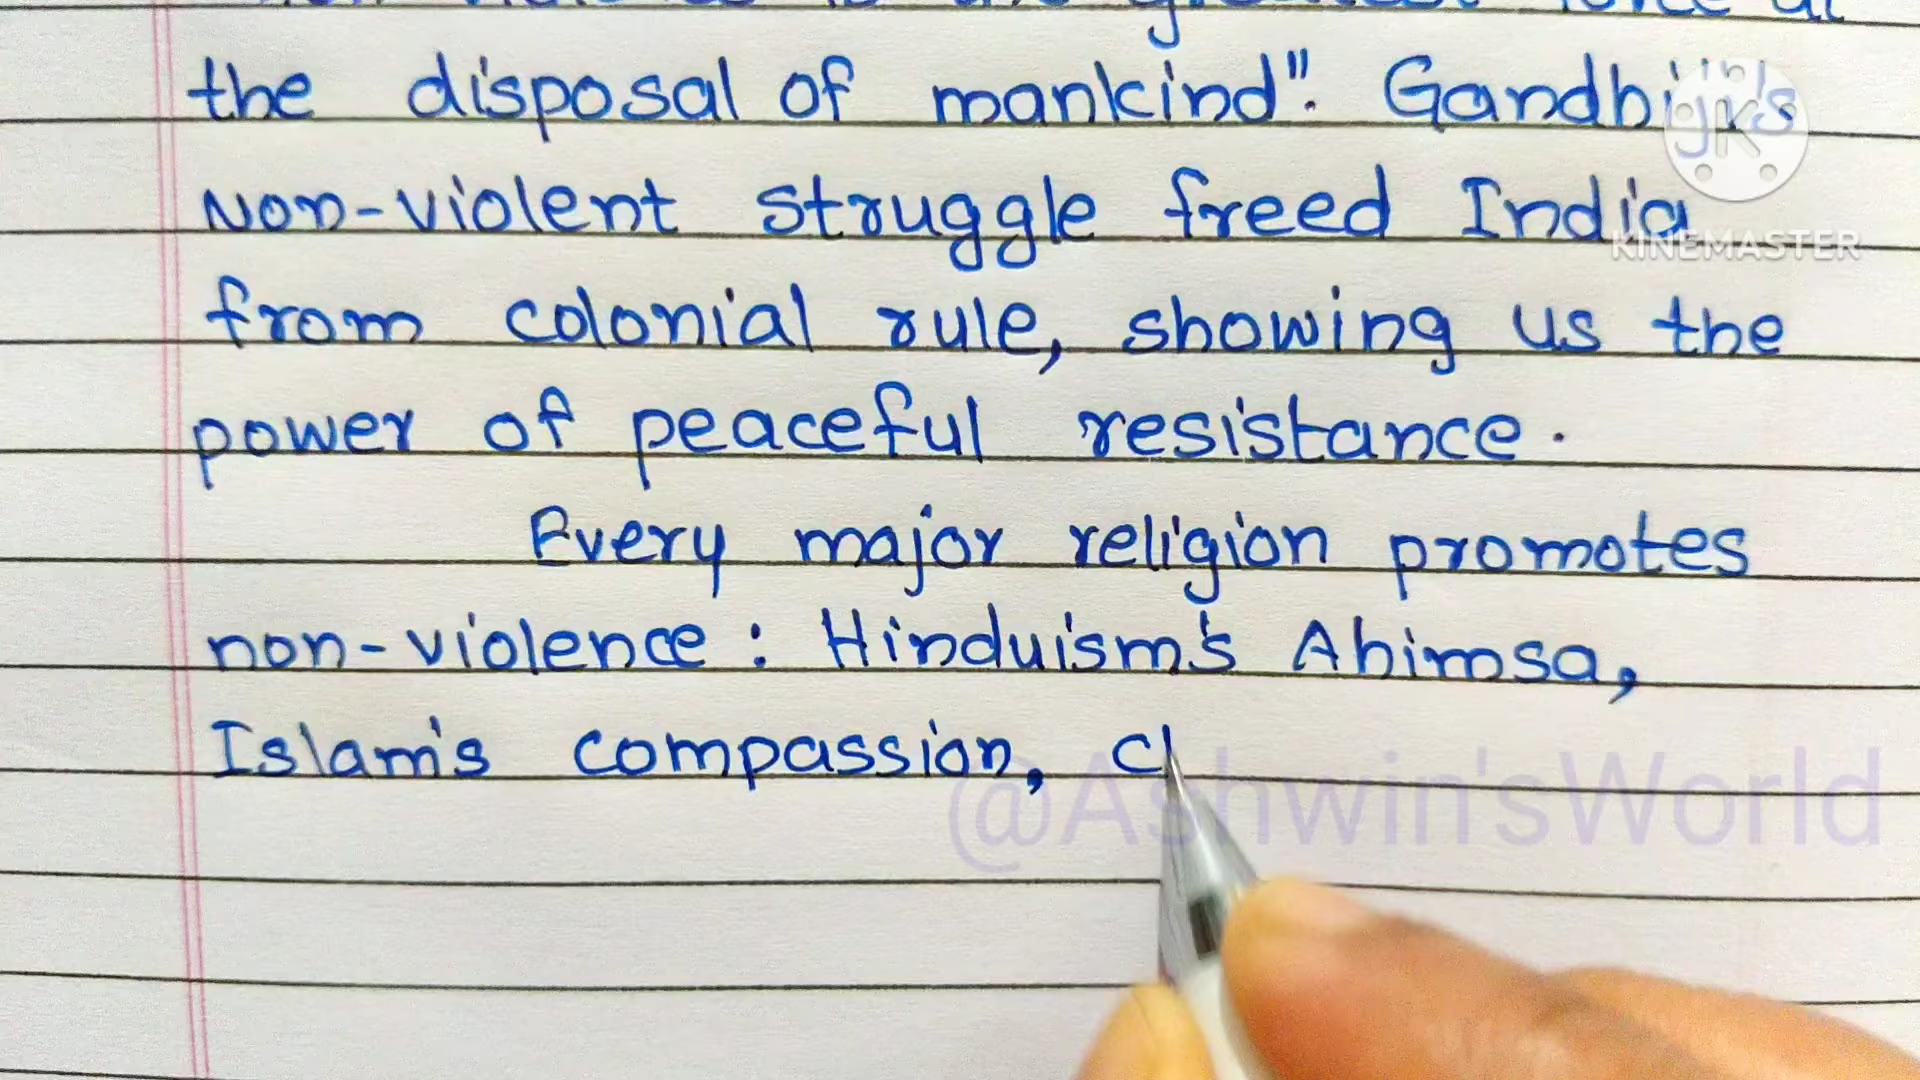 the disposal of mankind". Gandhiji's
Non-violent struggle freed India
KINEMASTER
from colonial rule, showing us the
power of peaceful resistance.
Every major religion promotes
non-violence: Hinduism's Ahimsa,
Islam's compassion, Ch
@Ashwin'sWorld